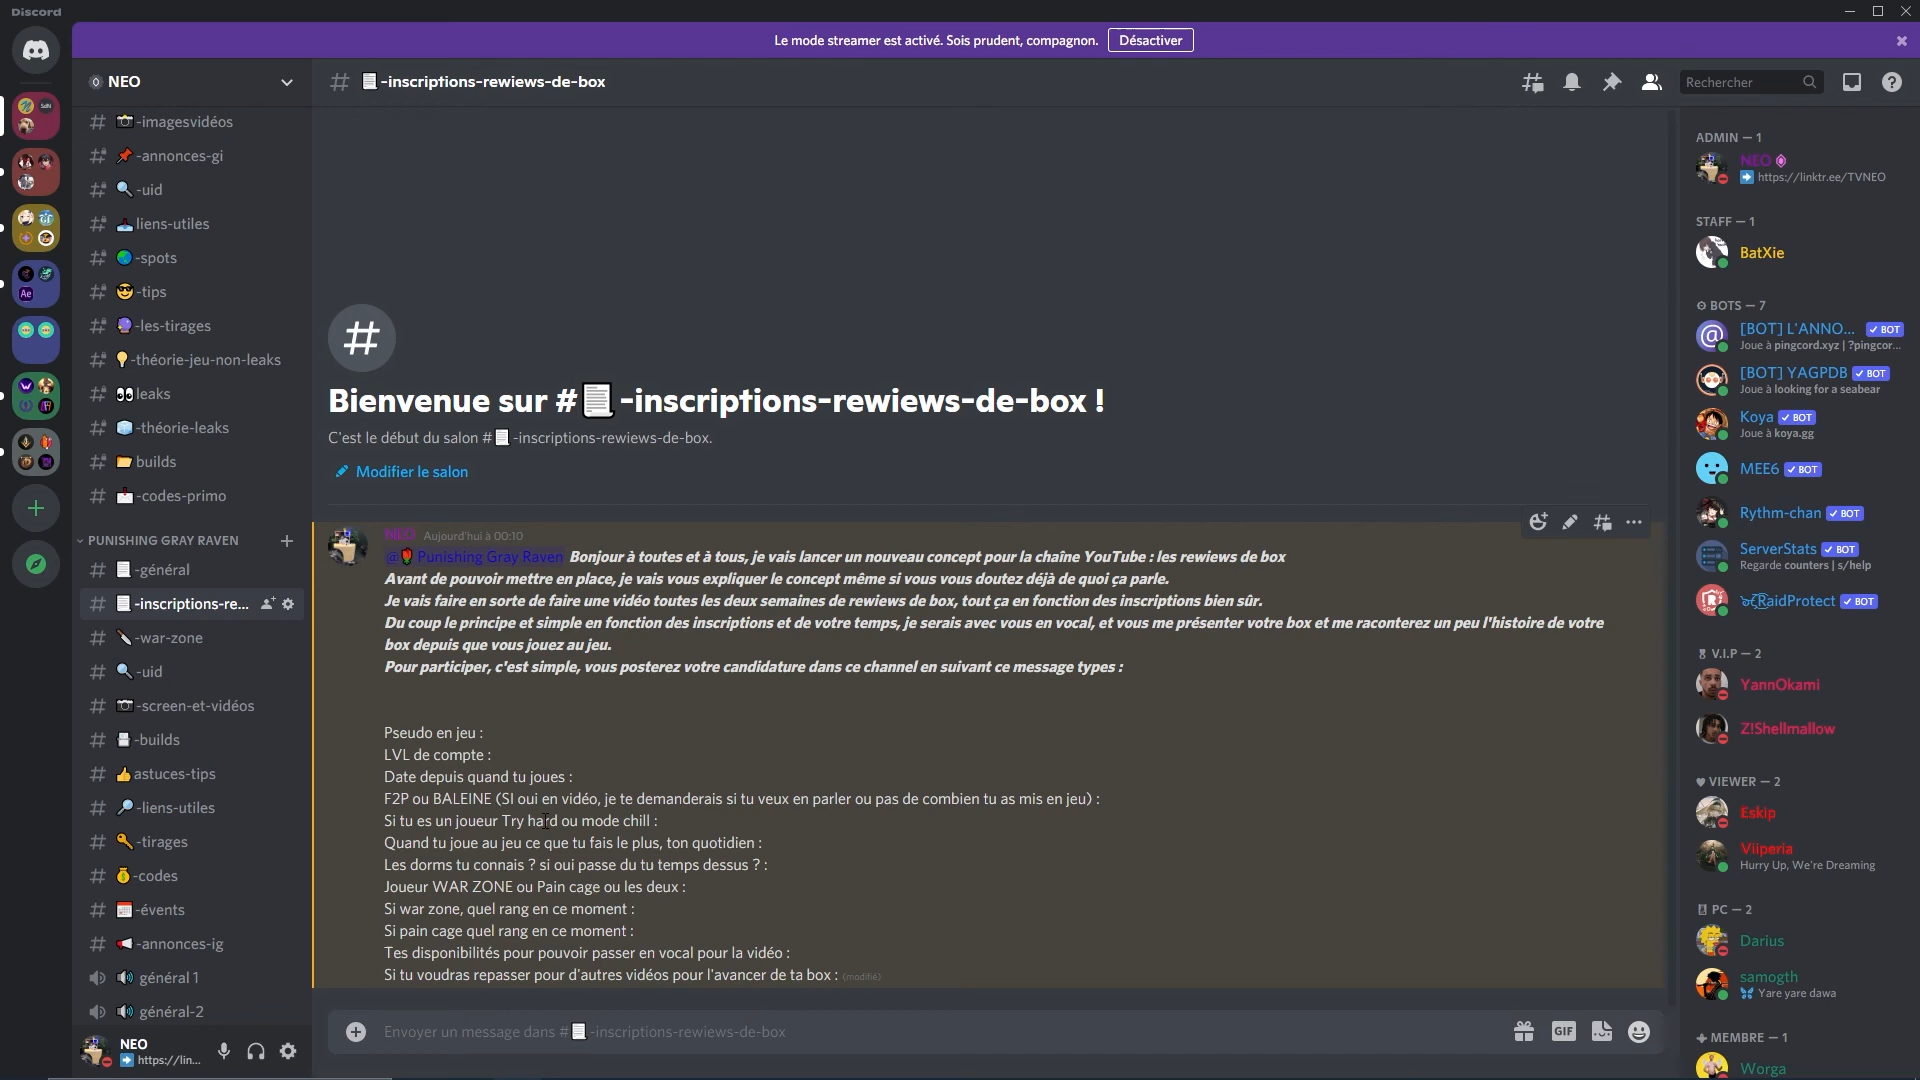 Discord
Le mode streamer est activé. Sois prudent, compagnon.
Désactiver
NEO
-imagesvidéos
-annonces-gi
-uid
liens-utiles
-spots
-tips
-les-tirages
-théorie-jeu-non-leaks
leaks
-théorie-leaks
builds
-codes-primo
PUNISHING GRAY RAVEN
-général
-inscriptions-re...
-war-zone
-uid
-screen-et-vidéos
-builds
astuces-tips
-liens-utiles
-tirages
-codes
-évents
-annonces-ig
général 1
général-2
NEO
https://lin...
# -inscriptions-rewiews-de-box
Rechercher
Bienvenue sur # -inscriptions-rewiews-de-box !
C'est le début du salon # -inscriptions-rewiews-de-box.
Modifier le salon
NEO Aujourd'hui à 00:10
@ Punishing Gray Raven Bonjour à toutes et à tous, je vais lancer un nouveau concept pour la chaîne YouTube : les rewiews de box
Avant de pouvoir mettre en place, je vais vous expliquer le concept même si vous vous doutez déjà de quoi ça parle.
Je vais faire en sorte de faire une vidéo toutes les deux semaines de rewiews de box, tout ça en fonction des inscriptions bien sûr.
Du coup le principe et simple en fonction des inscriptions et de votre temps, je serais avec vous en vocal, et vous me présenter votre box et me raconterez un peu l'histoire de votre
box depuis que vous jouez au jeu.
Pour participer, c'est simple, vous posterez votre candidature dans ce channel en suivant ce message types :
Pseudo en jeu :
LVL de compte :
Date depuis quand tu joues :
F2P ou BALEINE (SI oui en vidéo, je te demanderais si tu veux en parler ou pas de combien tu as mis en jeu) :
Si tu es un joueur Try hard ou mode chill :
Quand tu joue au jeu ce que tu fais le plus, ton quotidien :
Les dorms tu connais ? si oui passe du tu temps dessus ? :
Joueur WAR ZONE ou Pain cage ou les deux :
Si war zone, quel rang en ce moment :
Si pain cage quel rang en ce moment :
Tes disponibilités pour pouvoir passer en vocal pour la vidéo :
Si tu voudras repasser pour d'autres vidéos pour l'avancer de ta box : (modifié)
Envoyer un message dans # -inscriptions-rewiews-de-box
GIF
ADMIN — 1
NEO
https://linktr.ee/TVNEO
STAFF — 1
BatXie
BOTS — 7
[BOT] L'ANNO... BOT
Joue à pingcord.xyz | ?pingcor...
[BOT] YAGPDB BOT
Joue à looking for a seabear
Koya BOT
Joue à koya.gg
MEE6 BOT
Rythm-chan BOT
ServerStats BOT
Regarde counters | s/help
RaidProtect BOT
V.I.P — 2
YannOkami
Z!Shellmallow
VIEWER — 2
Eskip
Viiperia
Hurry Up, We're Dreaming
PC — 2
Darius
samogth
Yare yare dawa
MEMBRE — 1
Worga